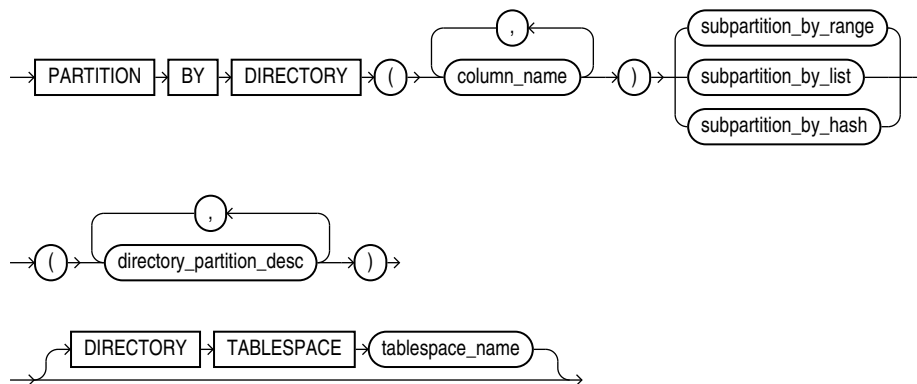 ,
subpartition_by_range
PARTITION BY DIRECTORY ( column_name ) subpartition_by_list
subpartition_by_hash
,
( directory_partition_desc )
DIRECTORY TABLESPACE tablespace_name